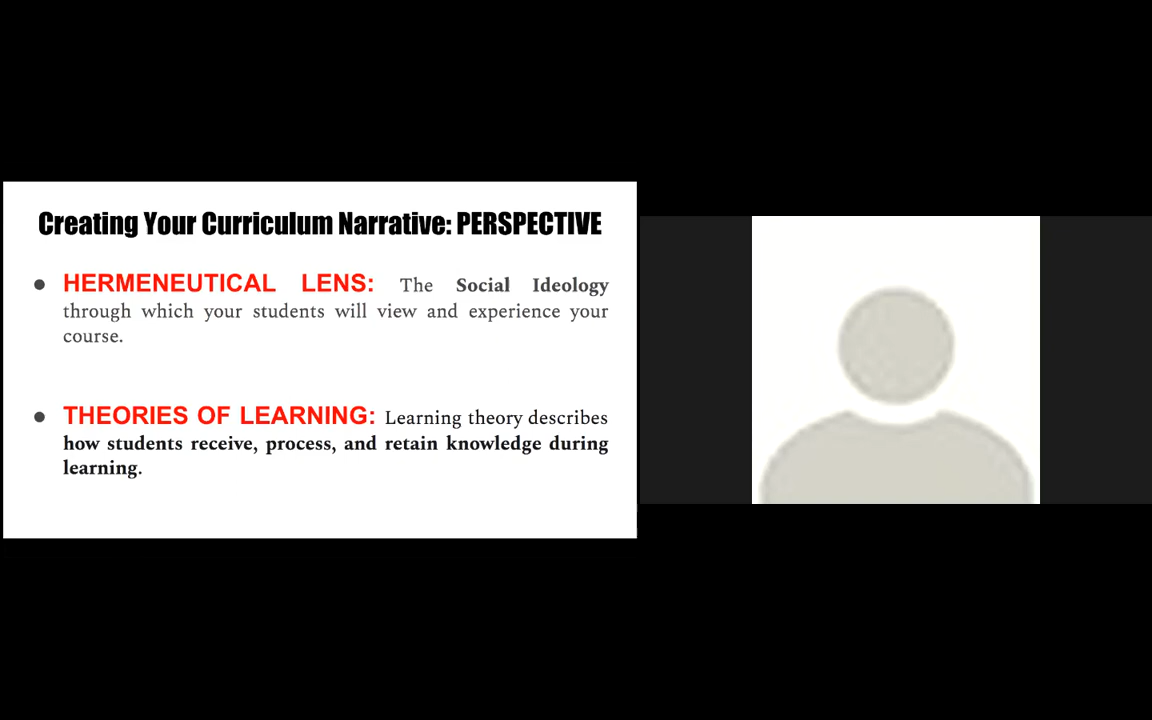 Creating Your Curriculum Narrative: PERSPECTIVE
● HERMENEUTICAL LENS: The Social Ideology
through which your students will view and experience your
course.
● THEORIES OF LEARNING: Learning theory describes
how students receive, process, and retain knowledge during
learning.